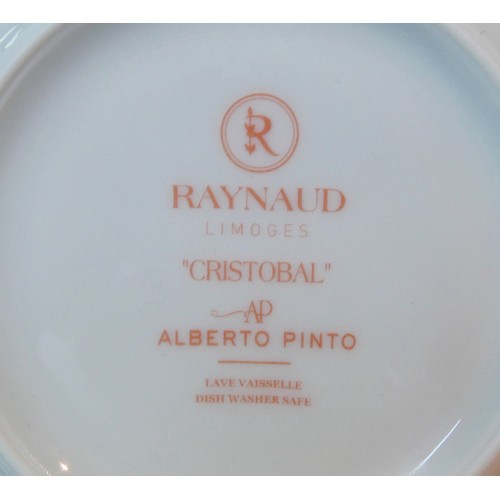 R
RAYNAUD
LIMOGES
"CRISTOBAL"
AP
ALBERTO PINTO
LAVE VAISSELLE
DISH WASHER SAFE